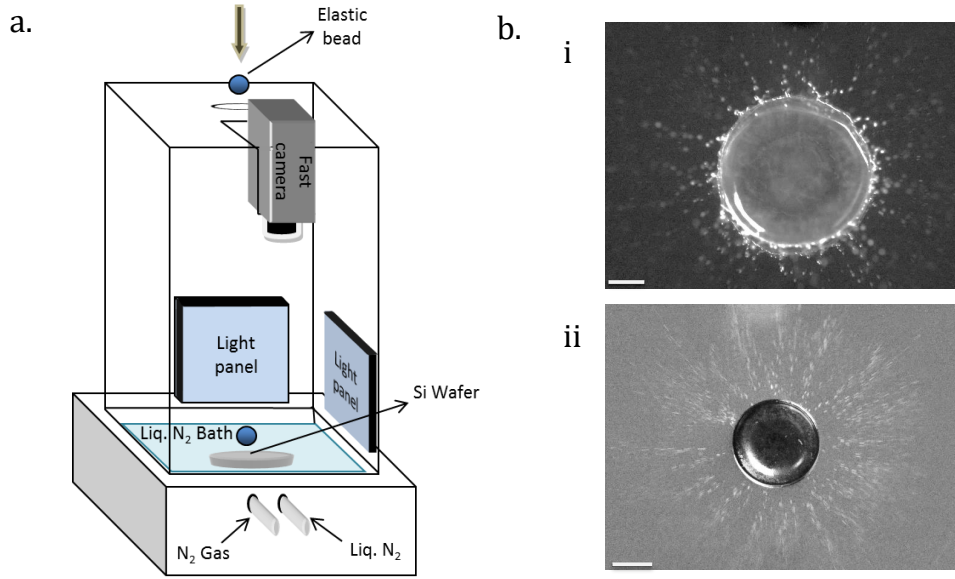 a.
Elastic
bead
Fast
camera
Light
panel
Light
panel
Si Wafer
Liq. N₂ Bath
N₂ Gas
Liq. N₂
b.
i
ii